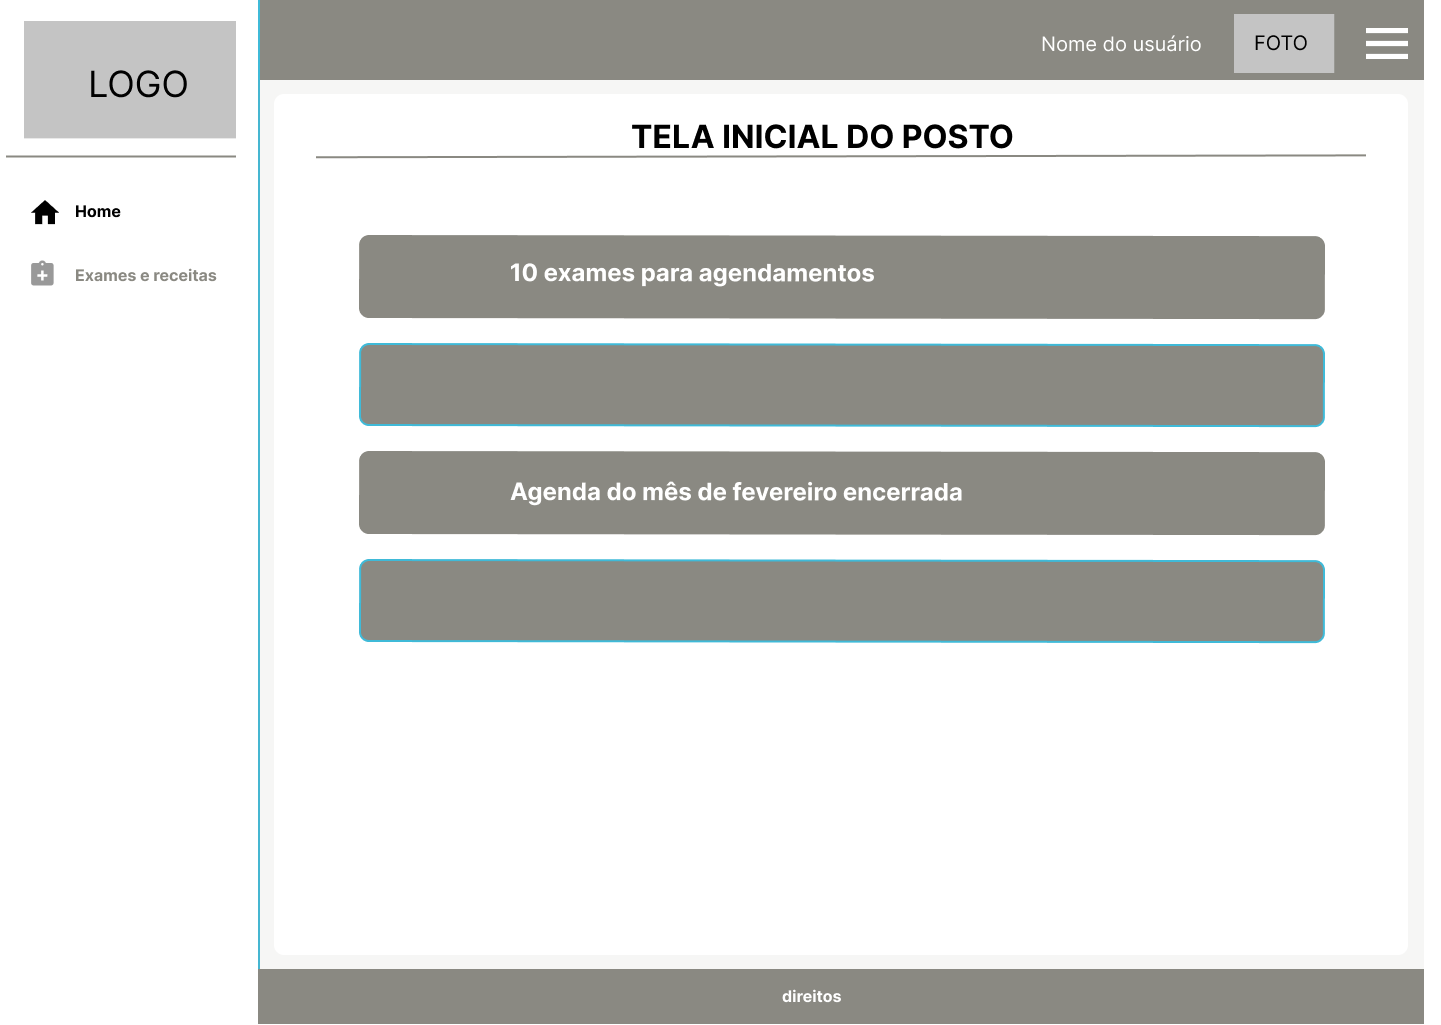 LOGO
Nome do usuário
FOTO
TELA INICIAL DO POSTO
Home
Exames e receitas
10 exames para agendamentos
Agenda do mês de fevereiro encerrada
direitos